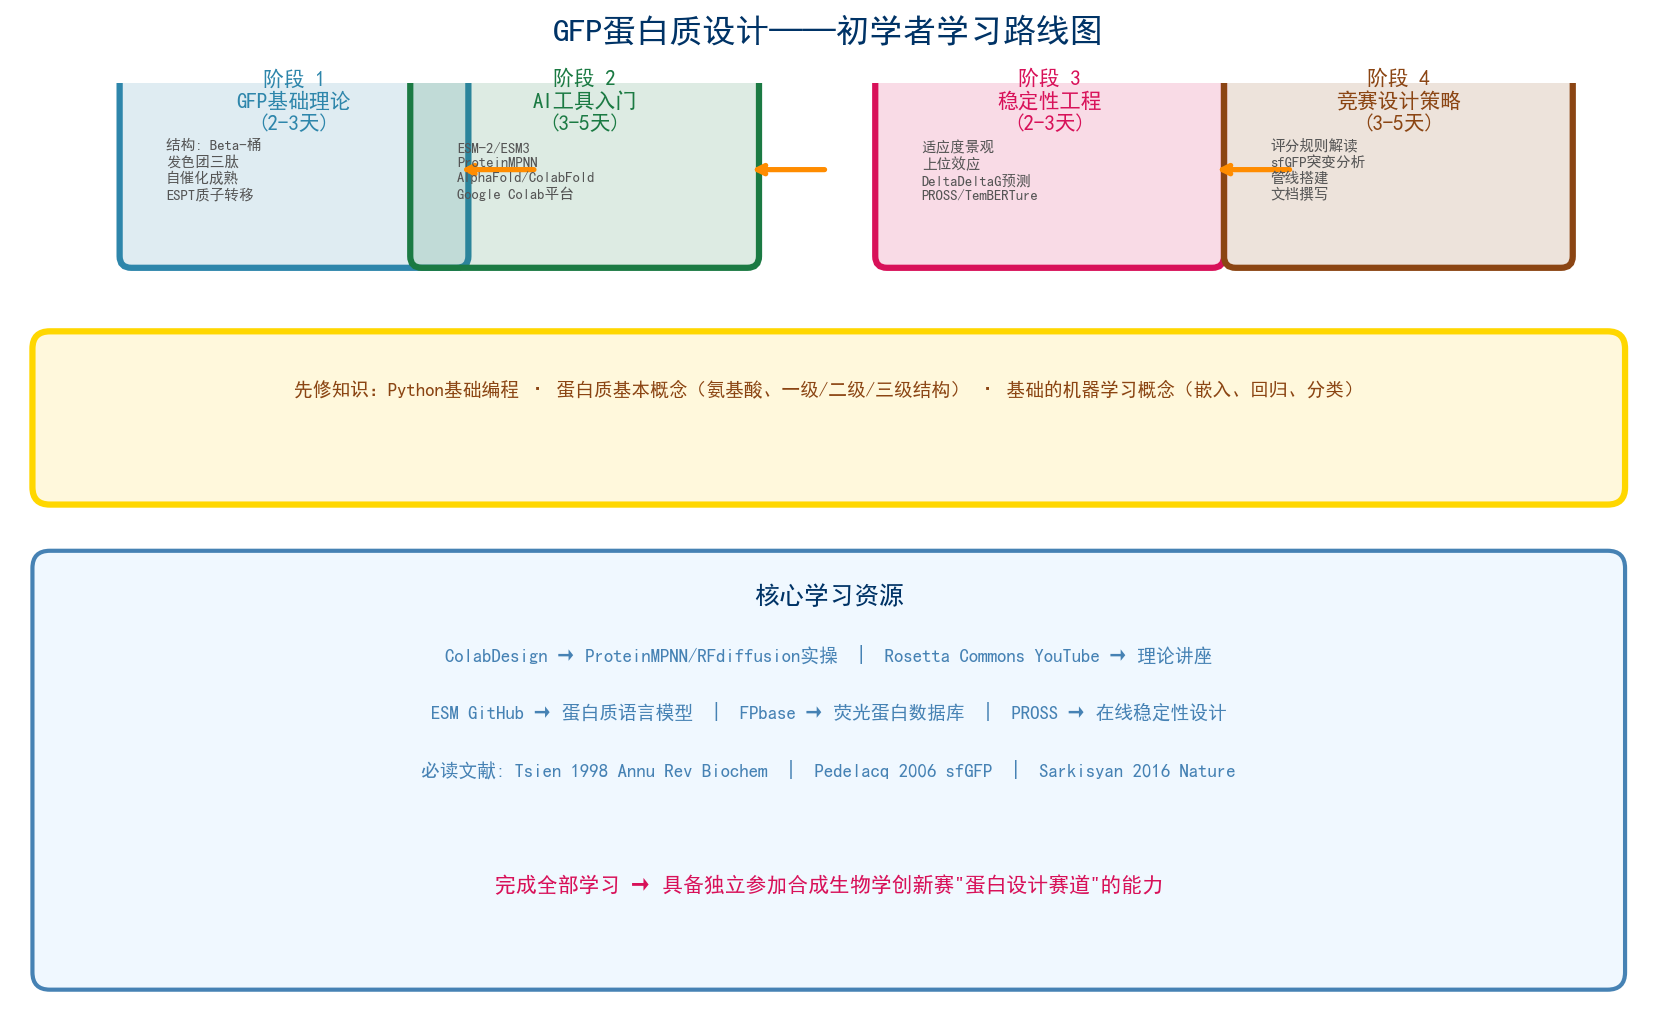 GFP蛋白质设计——初学者学习路线图
阶段 1
GFP基础理论
(2-3天)
结构: Beta-桶
发色团三肽
自催化成熟
ESPT质子转移
阶段 2
AI工具入门
(3-5天)
ESM-2/ESM3
ProteinMPNN
AlphaFold/ColabFold
Google Colab平台
阶段 3
稳定性工程
(2-3天)
适应度景观
上位效应
DeltaDeltaG预测
PROSS/TemBERTure
阶段 4
竞赛设计策略
(3-5天)
评分规则解读
sfGFP突变分析
管线搭建
文档撰写
先修知识: Python基础编程 · 蛋白质基本概念（氨基酸、一级/二级/三级结构） · 基础的机器学习概念（嵌入、回归、分类）
核心学习资源
ColabDesign → ProteinMPNN/RFdiffusion实操 | Rosetta Commons YouTube → 理论讲座
ESM GitHub → 蛋白质语言模型 | FPbase → 荧光蛋白数据库 | PROSS → 在线稳定性设计
必读文献: Tsien 1998 Annu Rev Biochem | Pedelacq 2006 sfGFP | Sarkisyan 2016 Nature
完成全部学习 → 具备独立参加合成生物学创新赛"蛋白设计赛道"的能力